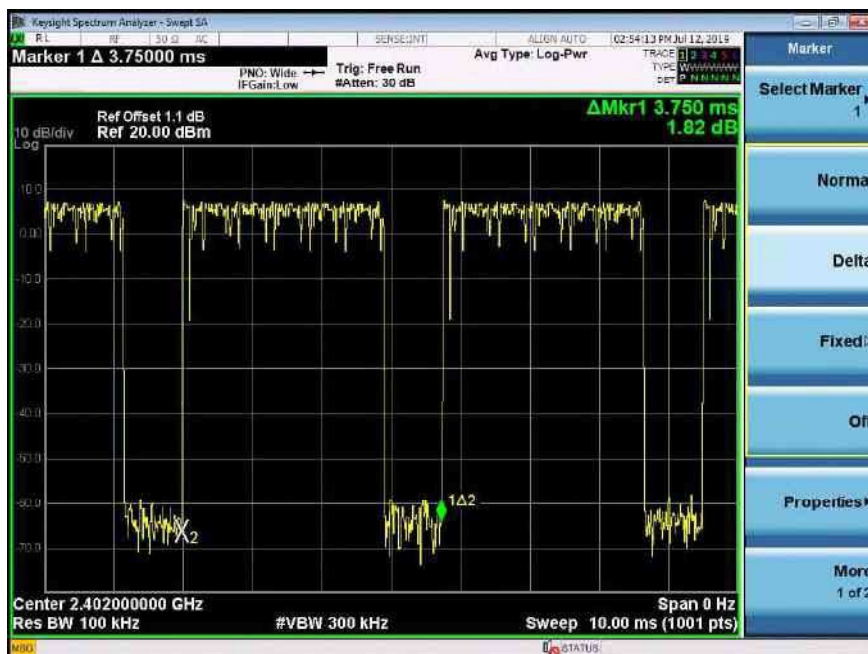 Keysight Spectrum Analyzer - Swept SA
RL RF 50 Ω AC SENSE:INT ALIGN AUTO 02:54:13 PM Jul 12, 2019
Marker 1 Δ 3.75000 ms
Avg Type: Log-Pwr
TRACE 1 2 3 4 5 6
TYPE WWWWWW
DET P N N N N N
PNO: Wide
IFGain:Low
Trig: Free Run
#Atten: 30 dB
ΔMkr1 3.750 ms
1.82 dB
Ref Offset 1.1 dB
10 dB/div Ref 20.00 dBm
Log
10.0
0.00
-10.0
-20.0
-30.0
-40.0
-50.0
-60.0
-70.0
1Δ2
2
Center 2.402000000 GHz Span 0 Hz
Res BW 100 kHz #VBW 300 kHz Sweep 10.00 ms (1001 pts)
MSG STATUS
Marker
Select Marker
1
Norma
Delta
Fixed
Off
Properties
More
1 of 2